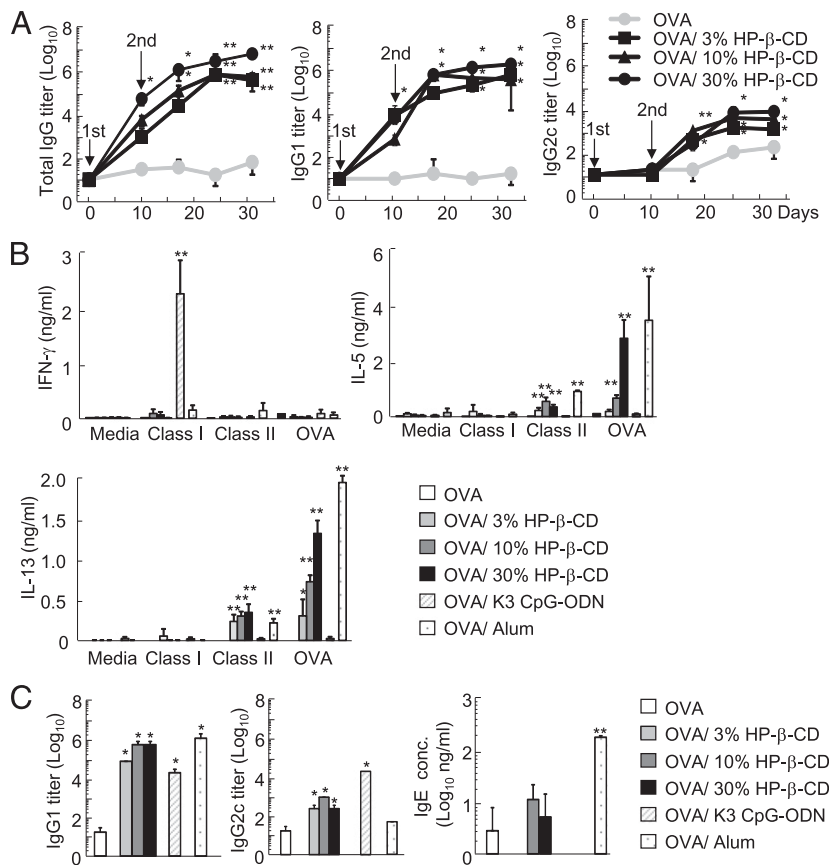 A
Total IgG titer (Log10)
8
6
4
2
0
1st
2nd
*
*
**
**
**
**
**
**
0 10 20 30
IgG1 titer (Log10)
8
6
4
2
0
1st
2nd
*
*
*
*
*
*
*
*
0 10 20 30
IgG2c titer (Log10)
8
6
4
2
0
1st
2nd
**
*
*
*
*
*
*
*
0 10 20 30 Days
OVA
OVA/ 3% HP-β-CD
OVA/ 10% HP-β-CD
OVA/ 30% HP-β-CD
B
IFN-γ (ng/ml)
3
2
1
0
**
Media Class I Class II OVA
IL-5 (ng/ml)
6
4
2
0
**
**
**
**
**
**
**
Media Class I Class II OVA
IL-13 (ng/ml)
2.0
1.5
1.0
0.5
0
**
**
**
**
*
**
**
**
Media Class I Class II OVA
OVA
OVA/ 3% HP-β-CD
OVA/ 10% HP-β-CD
OVA/ 30% HP-β-CD
OVA/ K3 CpG-ODN
OVA/ Alum
C
IgG1 titer (Log10)
8
6
4
2
0
*
*
*
*
*
IgG2c titer (Log10)
8
6
4
2
0
*
*
*
*
IgE conc.
(Log10 ng/ml)
3
2
1
0
**
OVA
OVA/ 3% HP-β-CD
OVA/ 10% HP-β-CD
OVA/ 30% HP-β-CD
OVA/ K3 CpG-ODN
OVA/ Alum